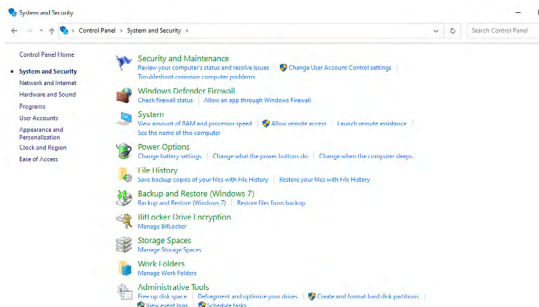 System and Security
Control Panel > System and Security >
Search Control Panel
Control Panel Home
System and Security
Network and Internet
Hardware and Sound
Programs
User Accounts
Appearance and
Personalization
Clock and Region
Ease of Access
Security and Maintenance
Review your computer's status and resolve issues | Change User Account Control settings |
Troubleshoot common computer problems
Windows Defender Firewall
Check firewall status | Allow an app through Windows Firewall
System
View amount of RAM and processor speed | Allow remote access | Launch remote assistance |
See the name of this computer
Power Options
Change battery settings | Change what the power buttons do | Change when the computer sleeps
File History
Save backup copies of your files with File History | Restore your files with File History
Backup and Restore (Windows 7)
Backup and Restore (Windows 7) | Restore files from backup
BitLocker Drive Encryption
Manage BitLocker
Storage Spaces
Manage Storage Spaces
Work Folders
Manage Work Folders
Administrative Tools
Free up disk space | Defragment and optimize your drives | Create and format hard disk partitions |
View event logs | Schedule tasks